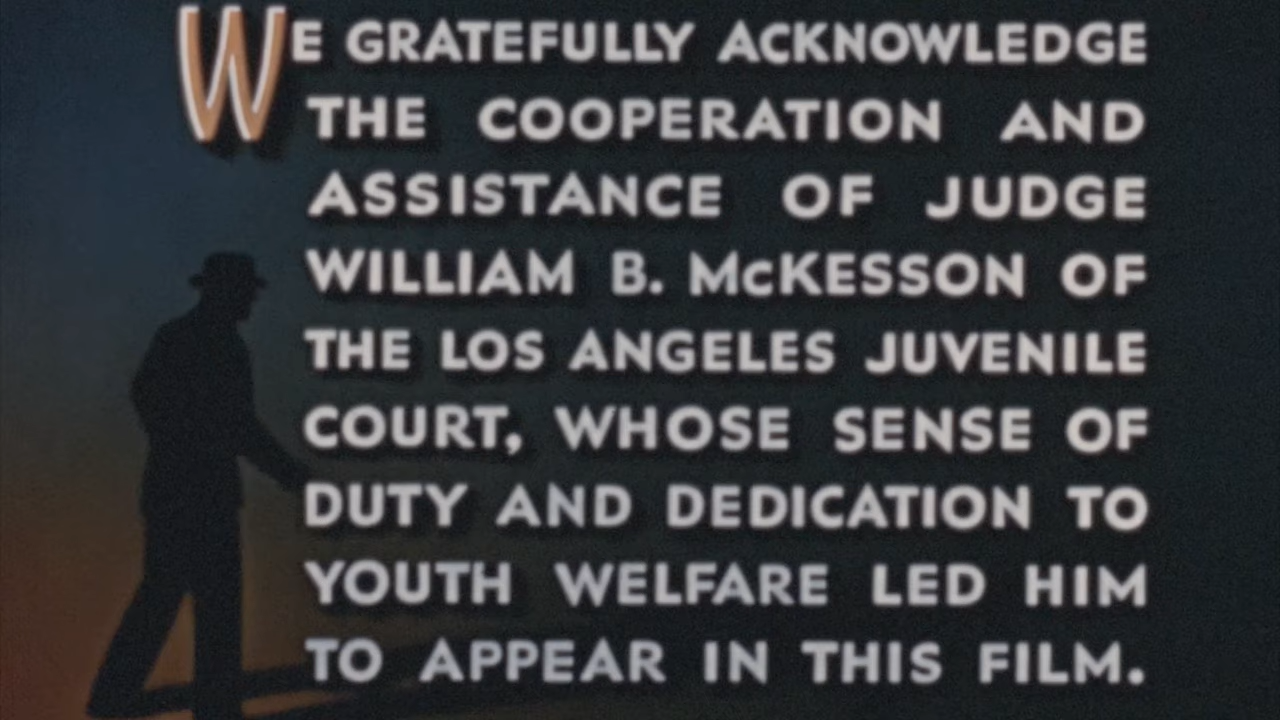 WE GRATEFULLY ACKNOWLEDGE
THE COOPERATION AND
ASSISTANCE OF JUDGE
WILLIAM B. McKESSON OF
THE LOS ANGELES JUVENILE
COURT, WHOSE SENSE OF
DUTY AND DEDICATION TO
YOUTH WELFARE LED HIM
TO APPEAR IN THIS FILM.